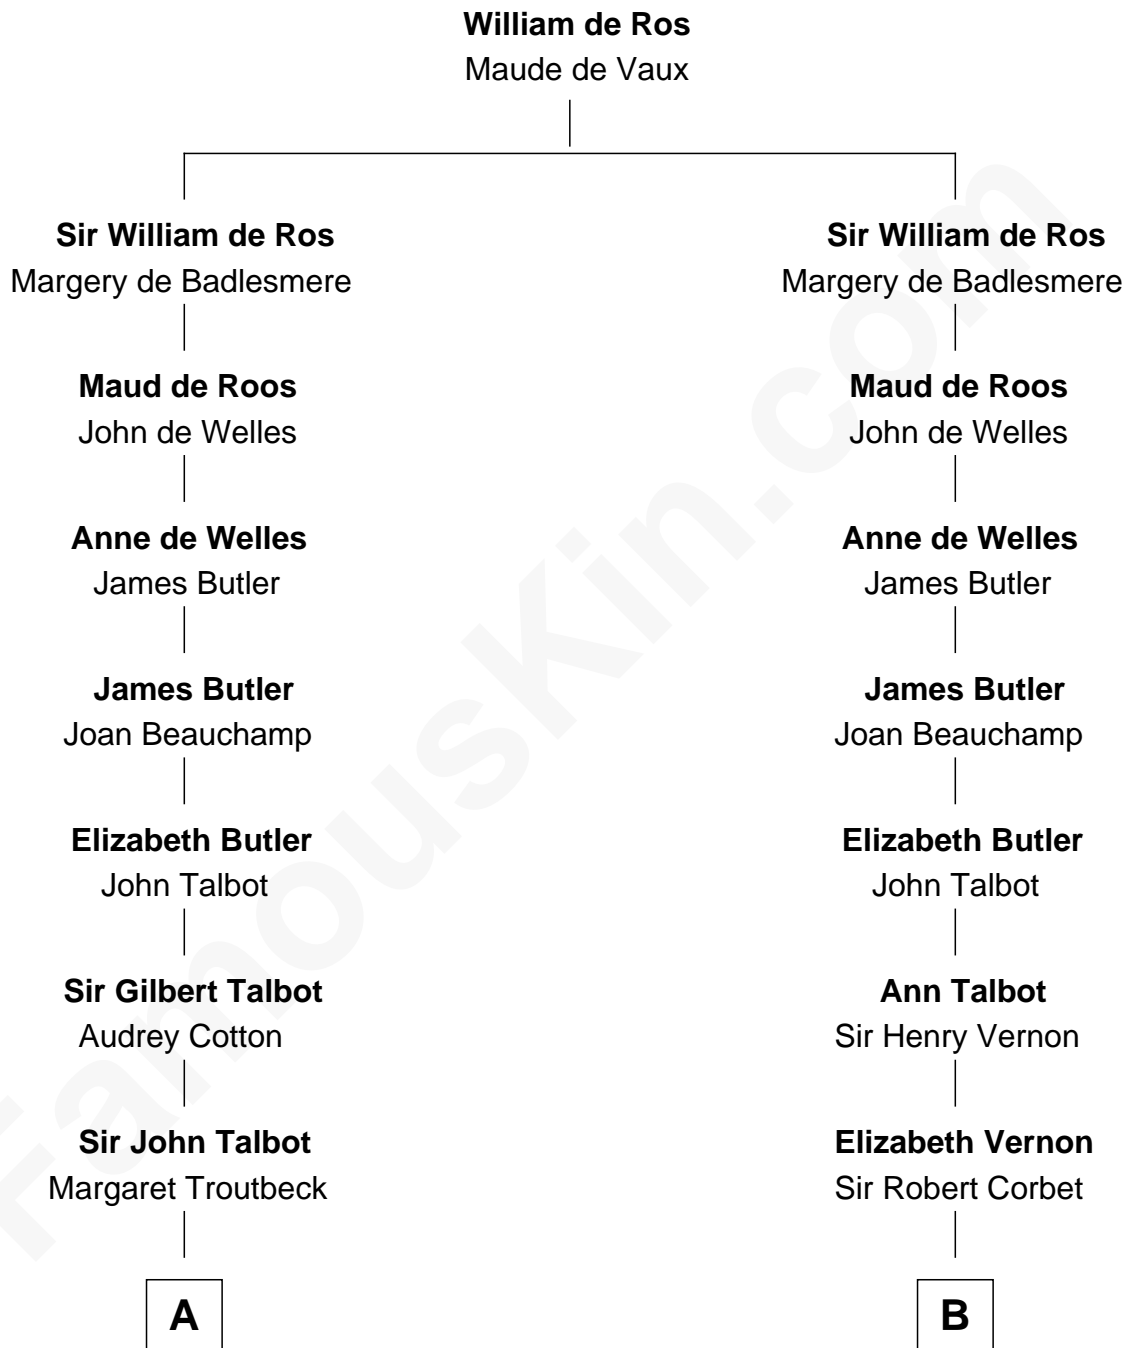 William de Ros
Maude de Vaux
Sir William de Ros
Margery de Badlesmere
Sir William de Ros
Margery de Badlesmere
Maud de Roos
John de Welles
Maud de Roos
John de Welles
Anne de Welles
James Butler
Anne de Welles
James Butler
James Butler
Joan Beauchamp
James Butler
Joan Beauchamp
Elizabeth Butler
John Talbot
Elizabeth Butler
John Talbot
Sir Gilbert Talbot
Audrey Cotton
Ann Talbot
Sir Henry Vernon
Sir John Talbot
Margaret Troutbeck
Elizabeth Vernon
Sir Robert Corbet
A
B
FamousKin.com